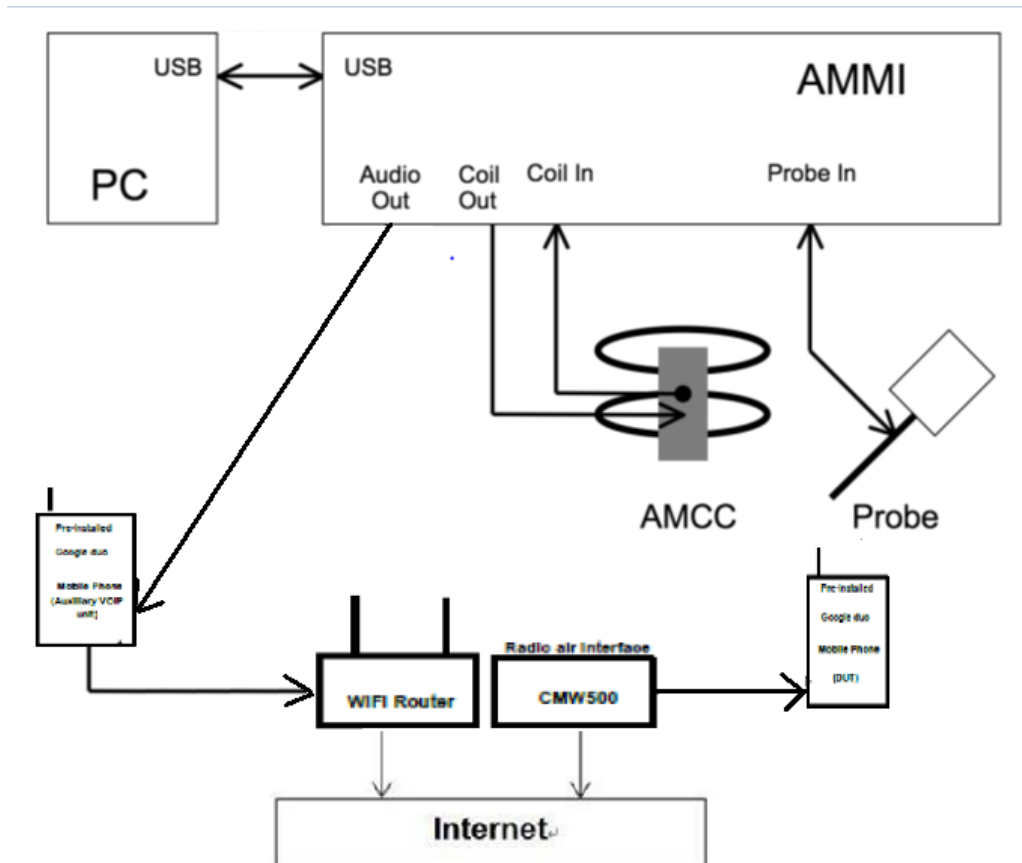 USB
USB
AMMI
PC
Audio
Out
Coil
Out
Coil In
Probe In
AMCC
Probe
Pre-installed
Google duo
Mobile Phone
(Auxiliary VOIP
unit)
Pre-installed
Google duo
Mobile Phone
(DUT)
Radio air interface
WIFI Router
CMW500
Internet